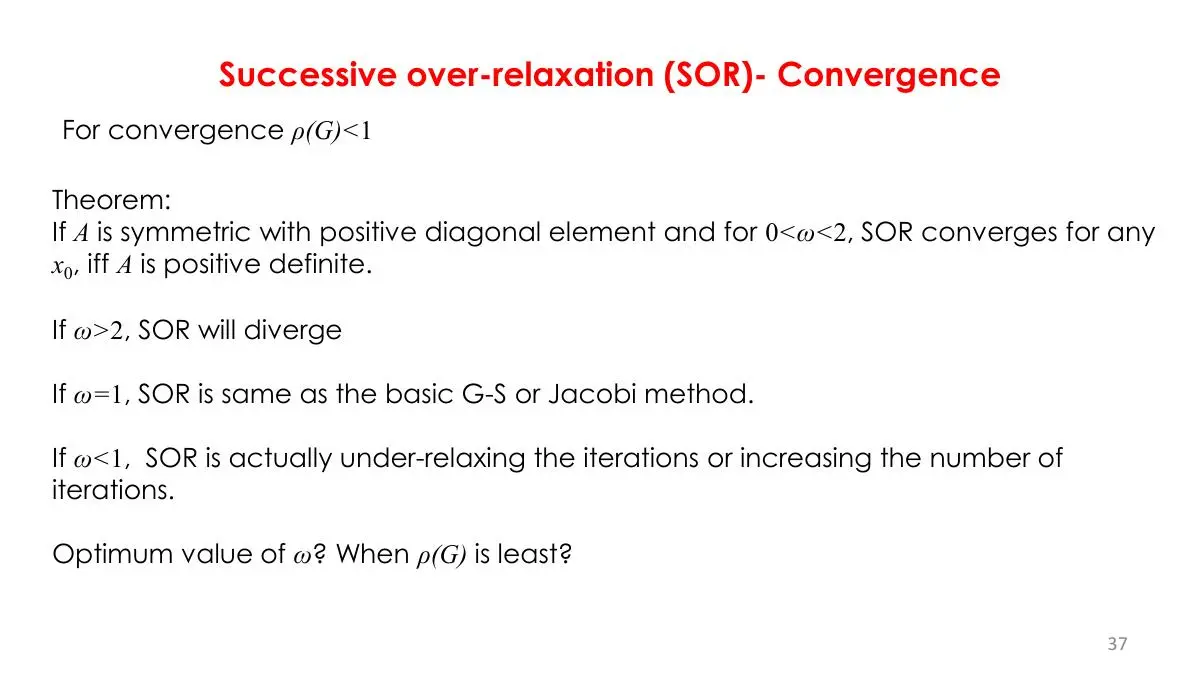 Successive over-relaxation (SOR)- Convergence
For convergence ρ(G)<1
Theorem:
If A is symmetric with positive diagonal element and for 0<ω<2, SOR converges for any
x₀, iff A is positive definite.
If ω>2, SOR will diverge
If ω=1, SOR is same as the basic G-S or Jacobi method.
If ω<1,  SOR is actually under-relaxing the iterations or increasing the number of
iterations.
Optimum value of ω? When ρ(G) is least?
37